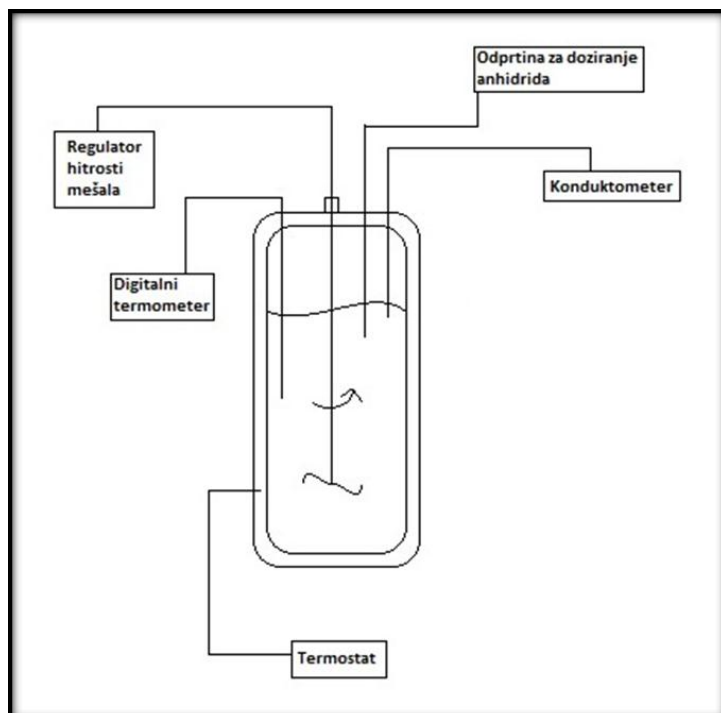 Odprtina za doziranje
anhidrida
Regulator
hitrosti
mešala
Konduktometer
Digitalni
termometer
Termostat